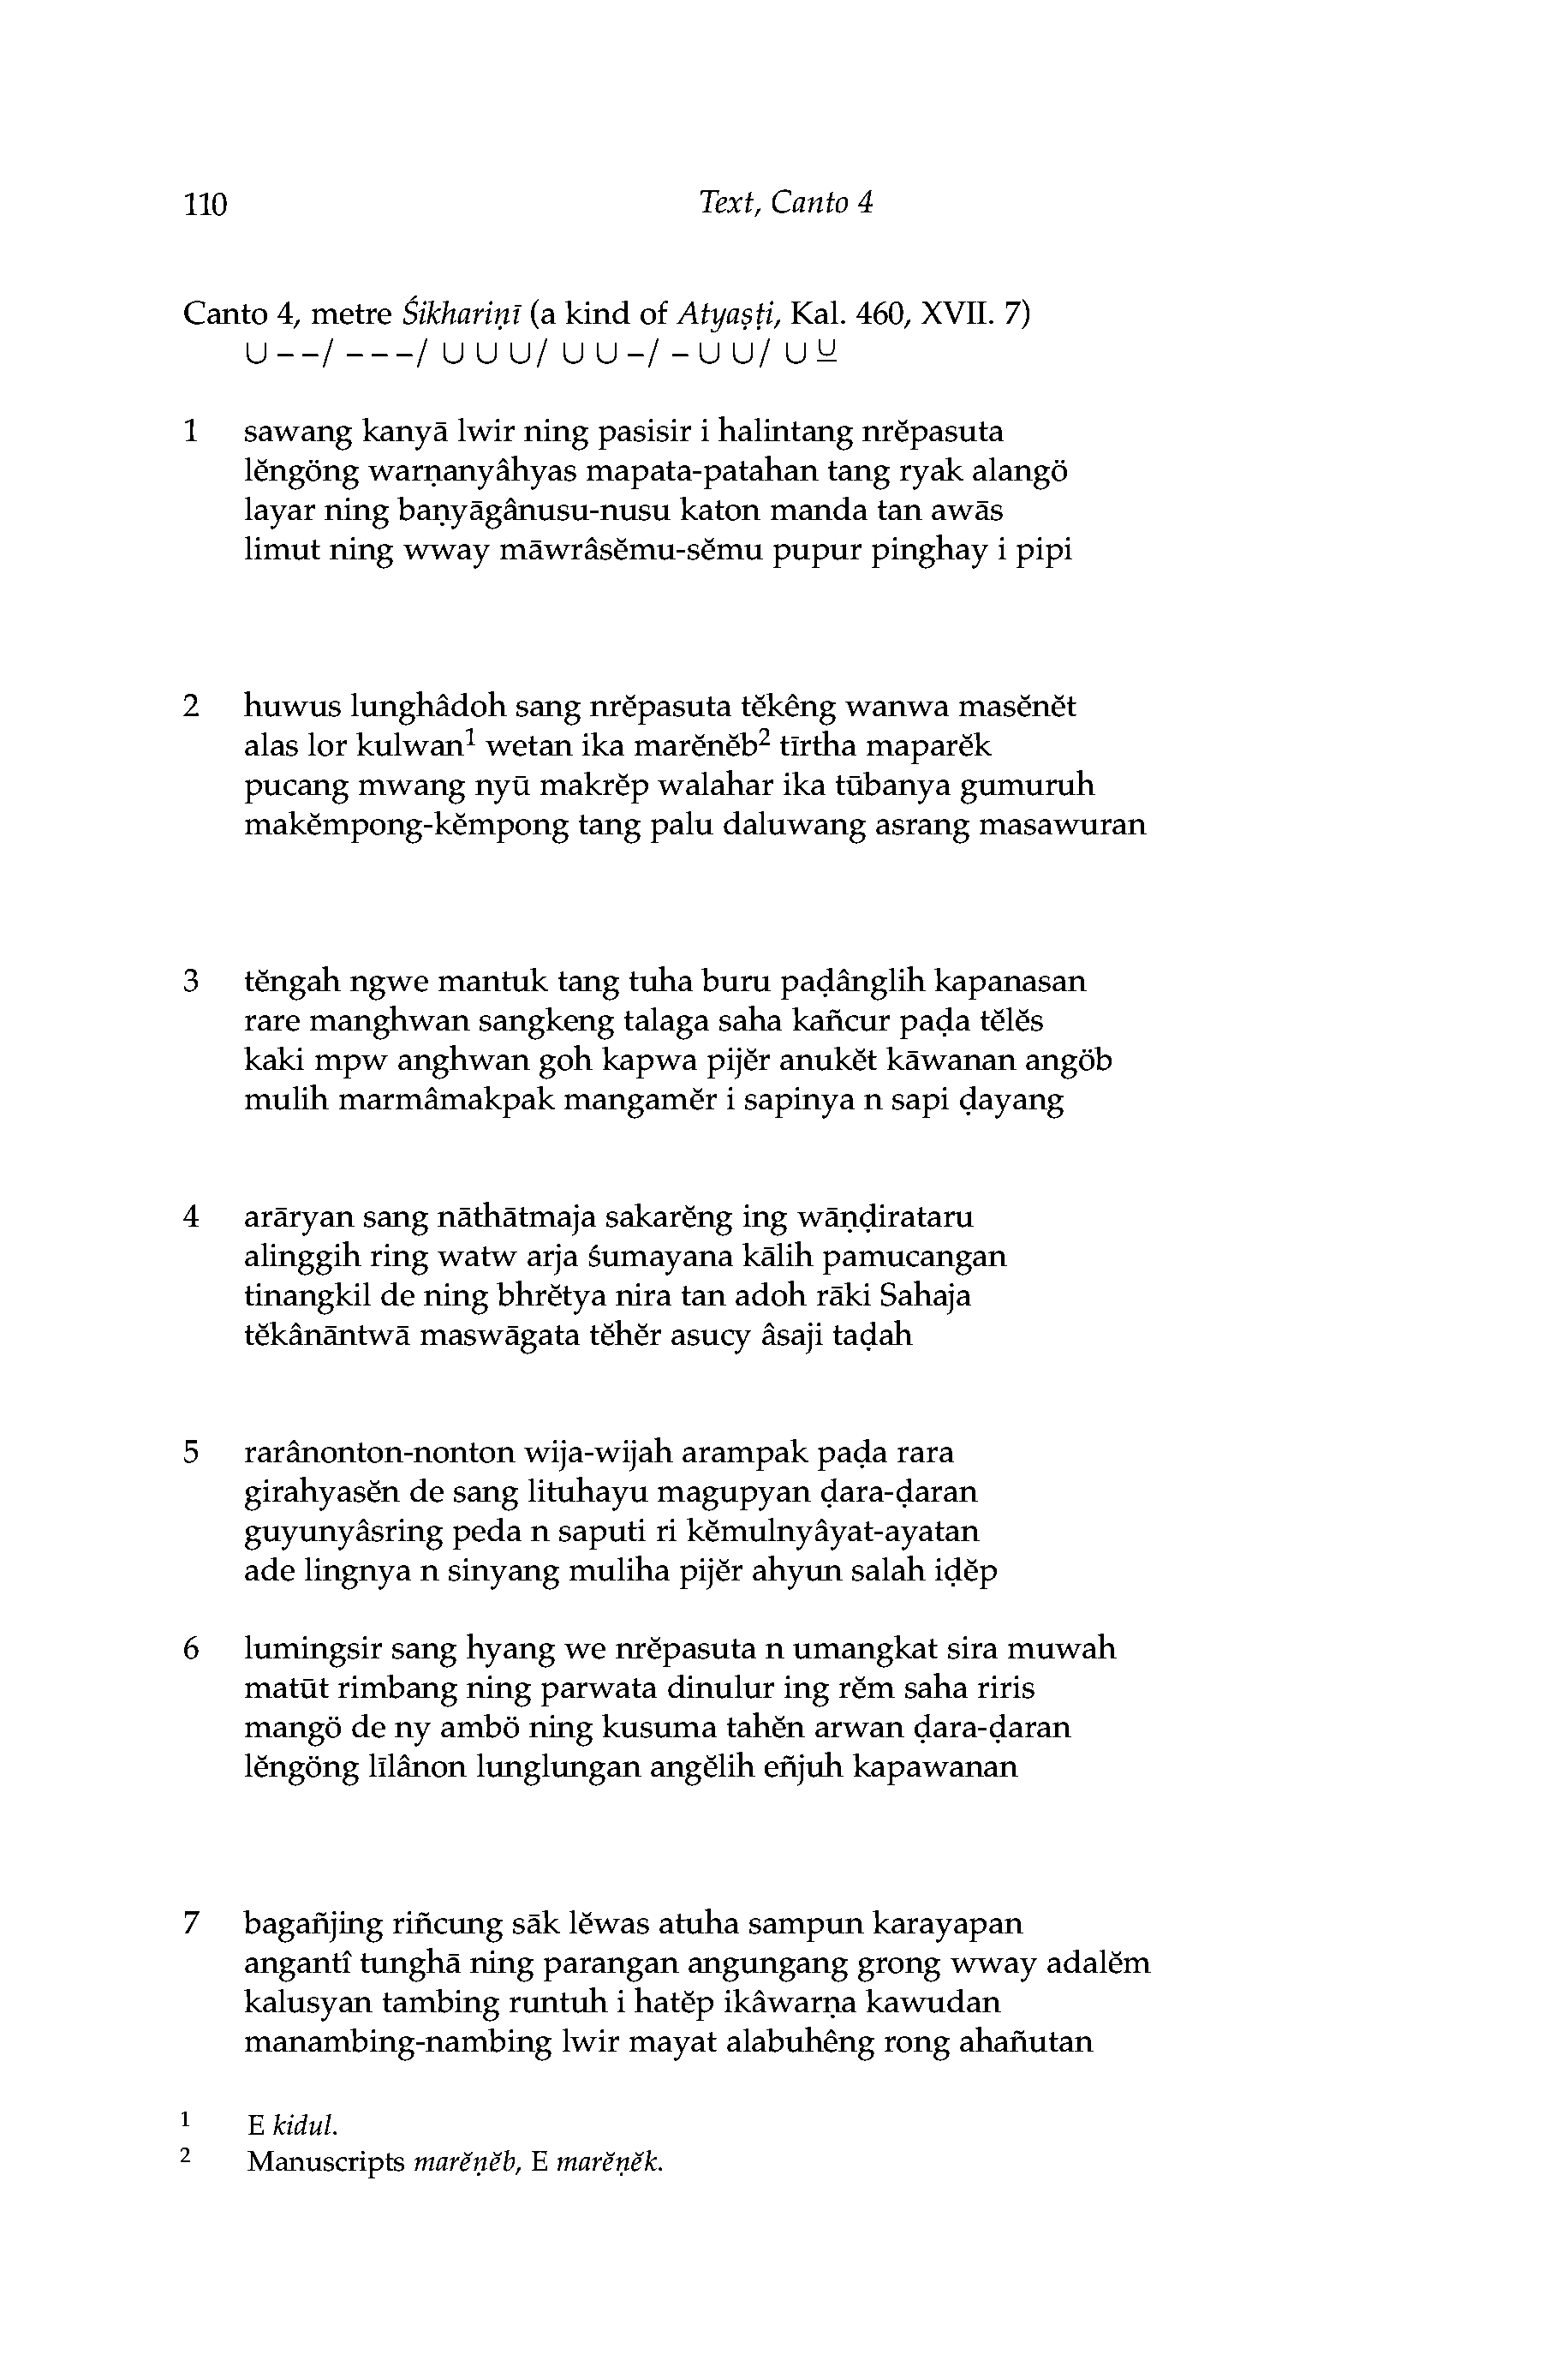 110 Text, Canto 4
Canto 4, metre Śikhariṇī (a kind of Atyaṣṭi, Kal. 460, XVII. 7)
∪ – –/ – – –/ ∪ ∪ ∪/ ∪ ∪ –/ – ∪ ∪/ ∪ ∪̲
1 sawang kanyā lwir ning pasisir i halintang nrĕpasuta
lĕngöng warṇanyâhyas mapata-patahan tang ryak alangö
layar ning baṇyāgânusu-nusu katon manda tan awās
limut ning wway māwrâsĕmu-sĕmu pupur pinghay i pipi
2 huwus lunghâdoh sang nrĕpasuta tĕkêng wanwa masĕnĕt
alas lor kulwan¹ wetan ika marĕnĕb² tīrtha maparĕk
pucang mwang nyū makrĕp walahar ika tūbanya gumuruh
makĕmpong-kĕmpong tang palu daluwang asrang masawuran
3 tĕngah ngwe mantuk tang tuha buru paḍânglih kapanasan
rare manghwan sangkeng talaga saha kañcur paḍa tĕlĕs
kaki mpw anghwan goh kapwa pijĕr anukĕt kāwanan angöb
mulih marmâmakpak mangamĕr i sapinya n sapi ḍayang
4 arāryan sang nāthātmaja sakarĕng ing wāṇḍirataru
alinggih ring watw arja śumayana kālih pamucangan
tinangkil de ning bhrĕtya nira tan adoh rāki Sahaja
tĕkânāntwā maswāgata tĕhĕr asucy âsaji taḍah
5 rarânonton-nonton wija-wijah arampak paḍa rara
girahyasĕn de sang lituhayu magupyan ḍara-ḍaran
guyunyâsring peda n saputi ri kĕmulnyâyat-ayatan
ade lingnya n sinyang muliha pijĕr ahyun salah iḍĕp
6 lumingsir sang hyang we nrĕpasuta n umangkat sira muwah
matūt rimbang ning parwata dinulur ing rĕm saha riris
mangö de ny ambö ning kusuma tahĕn arwan ḍara-ḍaran
lĕngöng līlânon lunglungan angĕlih eñjuh kapawanan
7 bagañjing riñcung sāk lĕwas atuha sampun karayapan
angantî tunghā ning parangan angungang grong wway adalĕm
kalusyan tambing runtuh i hatĕp ikâwarṇa kawudan
manambing-nambing lwir mayat alabuhêng rong ahañutan
¹ E kidul.
² Manuscripts marĕṇĕb, E marĕṇĕk.